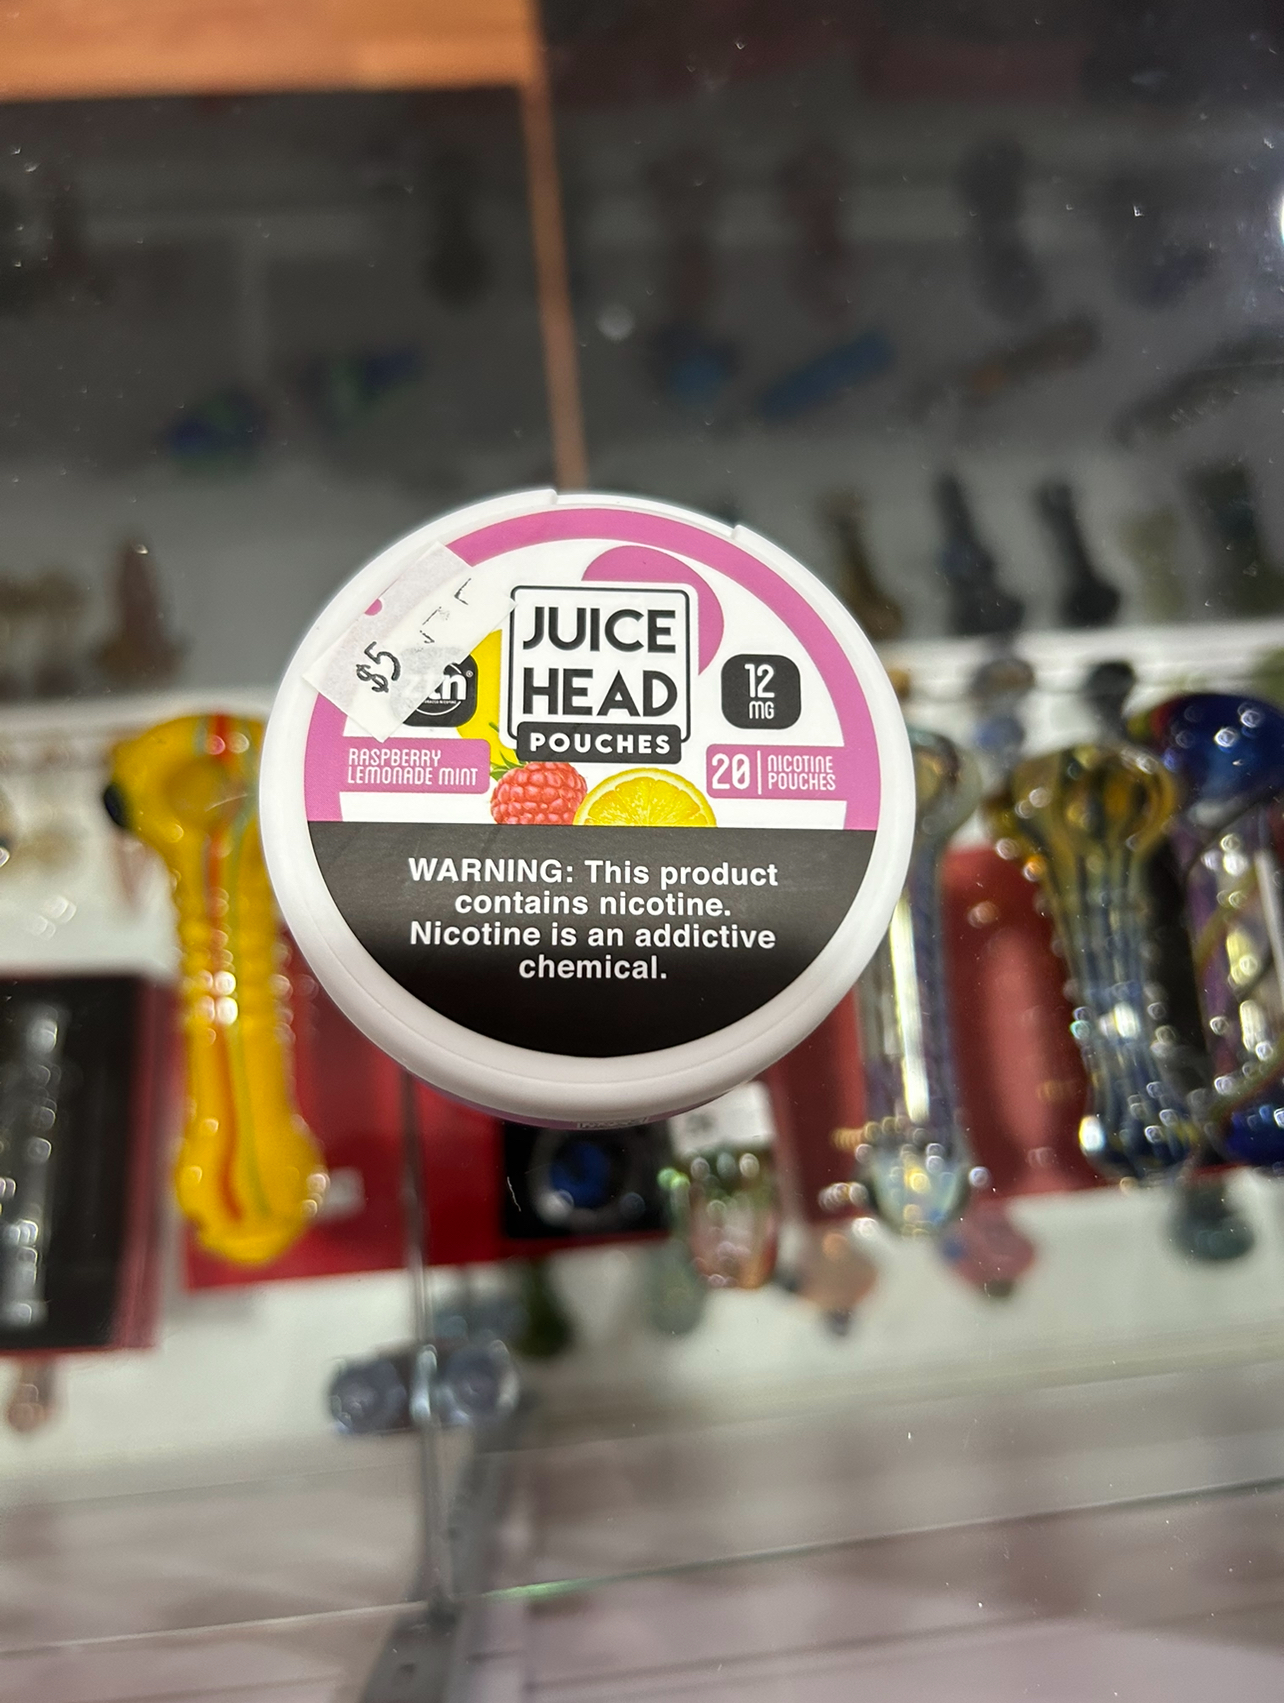 $5
JUICE
HEAD
POUCHES
12
MG
RASPBERRY
LEMONADE MINT
20
NICOTINE
POUCHES
WARNING: This product
contains nicotine.
Nicotine is an addictive
chemical.